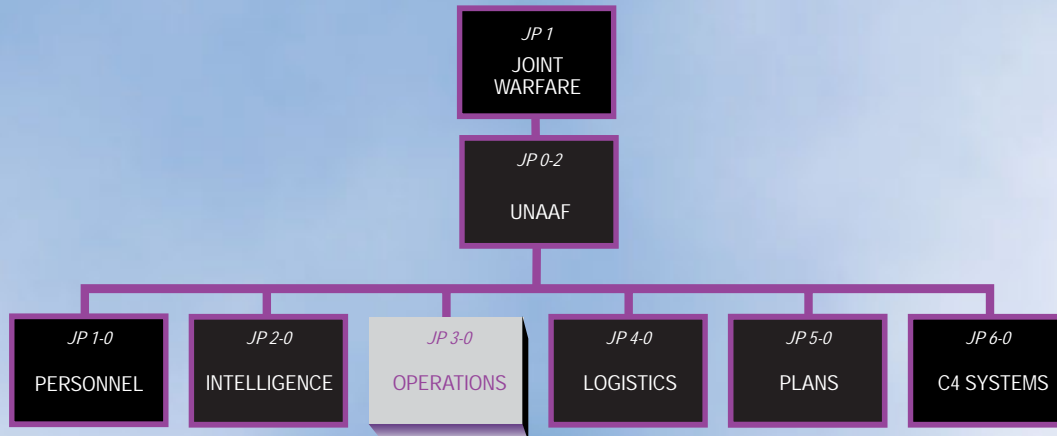 JP 1
JOINT
WARFARE
JP 0-2
UNAAF
JP 1-0
PERSONNEL
JP 2-0
INTELLIGENCE
JP 3-0
OPERATIONS
JP 4-0
LOGISTICS
JP 5-0
PLANS
JP 6-0
C4 SYSTEMS